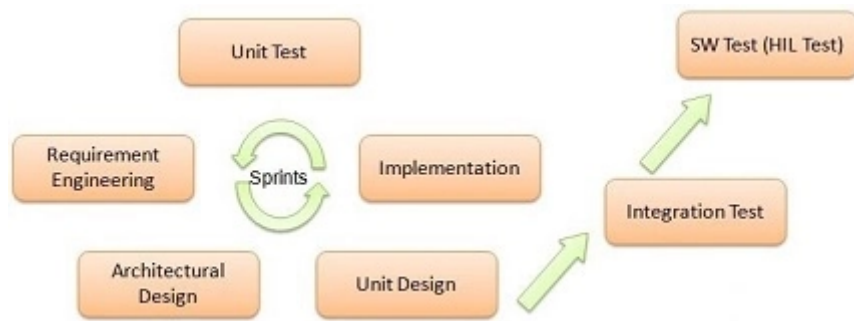 Unit Test
SW Test (HIL Test)
Requirement
Engineering
Sprints
Implementation
Integration Test
Architectural
Design
Unit Design